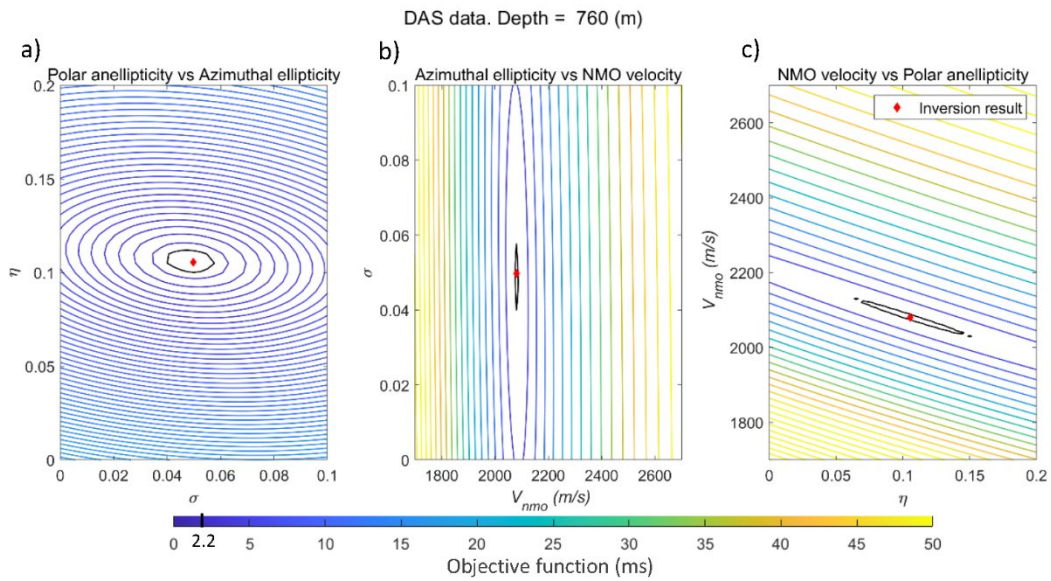 DAS data. Depth = 760 (m)
a)
Polar anellipticity vs Azimuthal ellipticity
η
0.2
0.15
0.1
0.05
0
0 0.02 0.04 0.06 0.08 0.1
σ
b)
Azimuthal ellipticity vs NMO velocity
σ
0.1
0.08
0.06
0.04
0.02
0
1800 2000 2200 2400 2600
V_nmo (m/s)
c)
NMO velocity vs Polar anellipticity
Inversion result
V_nmo (m/s)
2600
2400
2200
2000
1800
0 0.05 0.1 0.15 0.2
η
0 2.2 5 10 15 20 25 30 35 40 45 50
Objective function (ms)